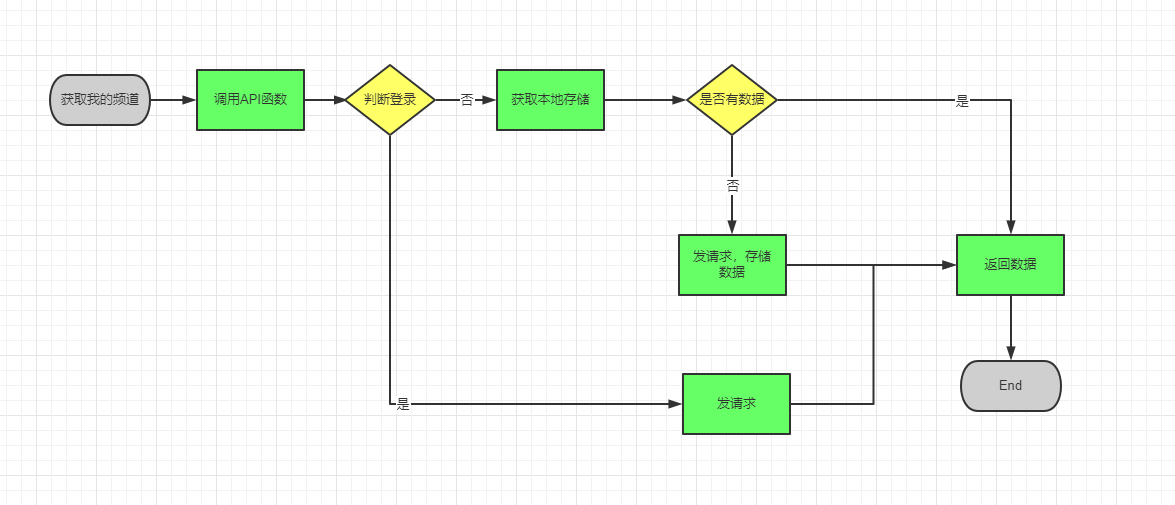 获取我的频道
调用API函数
判断登录
否
获取本地存储
是否有数据
是
否
发请求，存储
数据
返回数据
End
是
发请求